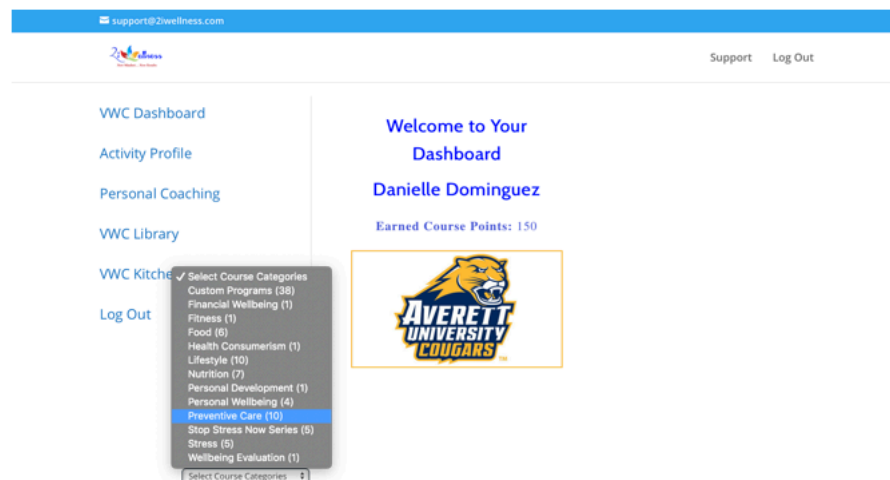 support@2iwellness.com
2iWellness
Support Log Out
VWC Dashboard
Activity Profile
Personal Coaching
VWC Library
VWC Kitche
Log Out
✓ Select Course Categories
Custom Programs (38)
Financial Wellbeing (1)
Fitness (1)
Food (6)
Health Consumerism (1)
Lifestyle (10)
Nutrition (7)
Personal Development (1)
Personal Wellbeing (4)
Preventive Care (10)
Stop Stress Now Series (5)
Stress (5)
Wellbeing Evaluation (1)
Select Course Categories
Welcome to Your
Dashboard
Danielle Dominguez
Earned Course Points: 150
AVERETT
UNIVERSITY
COUGARS
TM